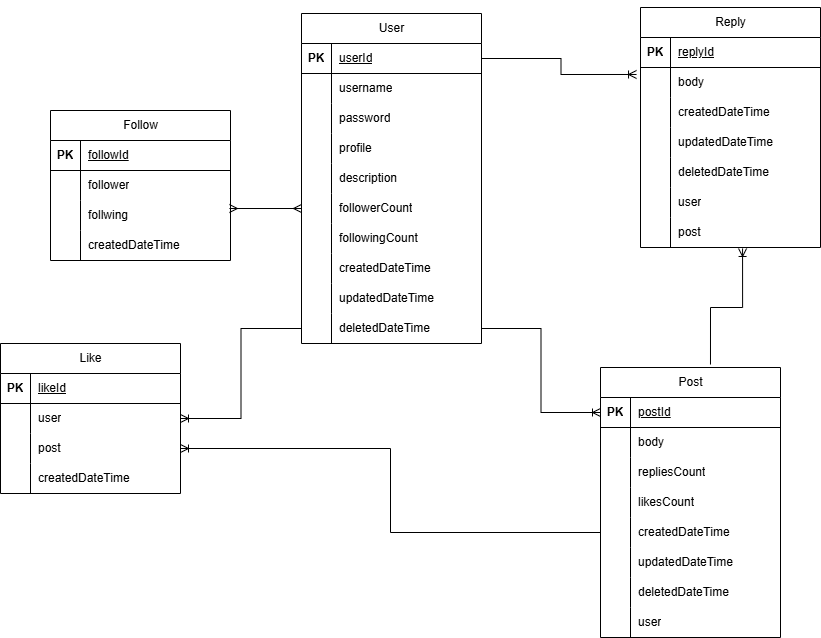 User
PK userId
username
password
profile
description
followerCount
followingCount
createdDateTime
updatedDateTime
deletedDateTime
Reply
PK replyId
body
createdDateTime
updatedDateTime
deletedDateTime
user
post
Follow
PK followId
follower
follwing
createdDateTime
Like
PK likeId
user
post
createdDateTime
Post
PK postId
body
repliesCount
likesCount
createdDateTime
updatedDateTime
deletedDateTime
user